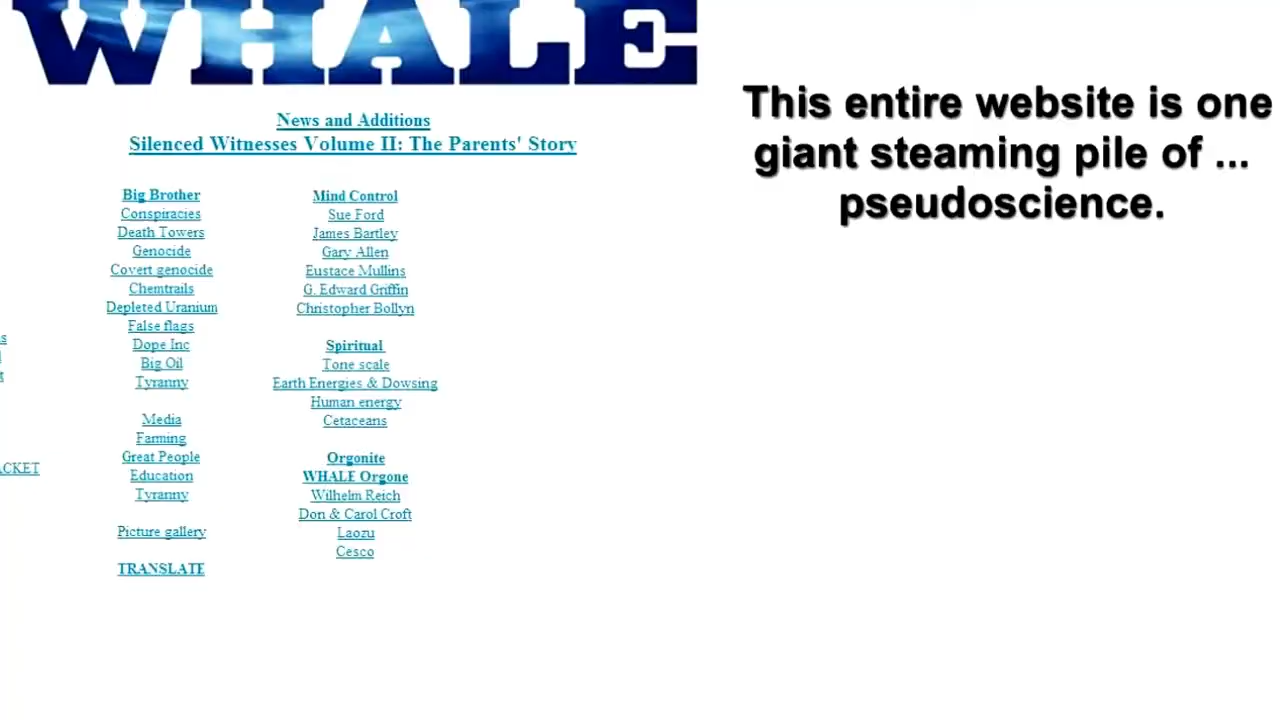 WHALE
This entire website is one
giant steaming pile of ...
pseudoscience.
News and Additions
Silenced Witnesses Volume II: The Parents' Story
Big Brother
Conspiracies
Death Towers
Genocide
Covert genocide
Chemtrails
Depleted Uranium
False flags
Dope Inc
Big Oil
Tyranny
Media
Farming
Great People
Education
Tyranny
Picture gallery
TRANSLATE
Mind Control
Sue Ford
James Bartley
Gary Allen
Eustace Mullins
G. Edward Griffin
Christopher Bollyn
Spiritual
Tone scale
Earth Energies & Dowsing
Human energy
Cetaceans
Orgonite
WHALE Orgone
Wilhelm Reich
Don & Carol Croft
Laozu
Cesco